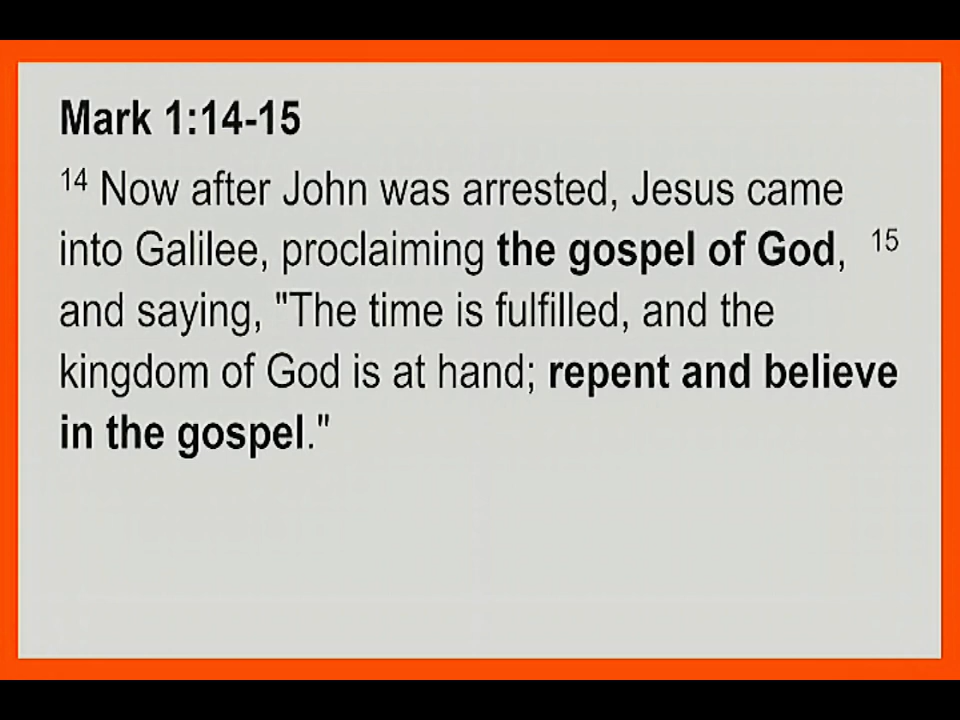 Mark 1:14-15
14 Now after John was arrested, Jesus came
into Galilee, proclaiming the gospel of God, 15
and saying, "The time is fulfilled, and the
kingdom of God is at hand; repent and believe
in the gospel."